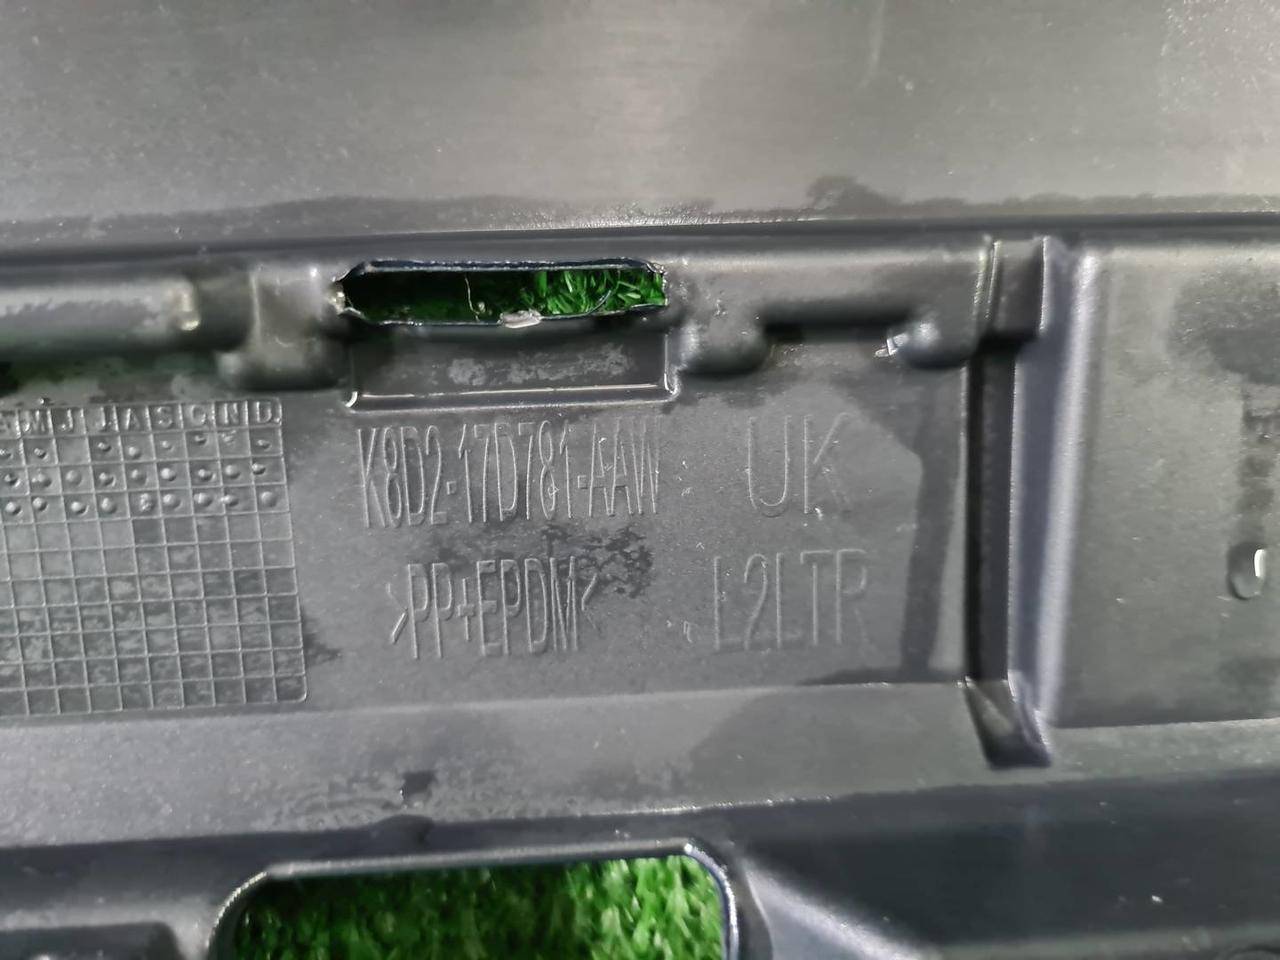 M J J A S O N D
K8D2-17D781-AAW UK
>PP+EPDM< L2LTR